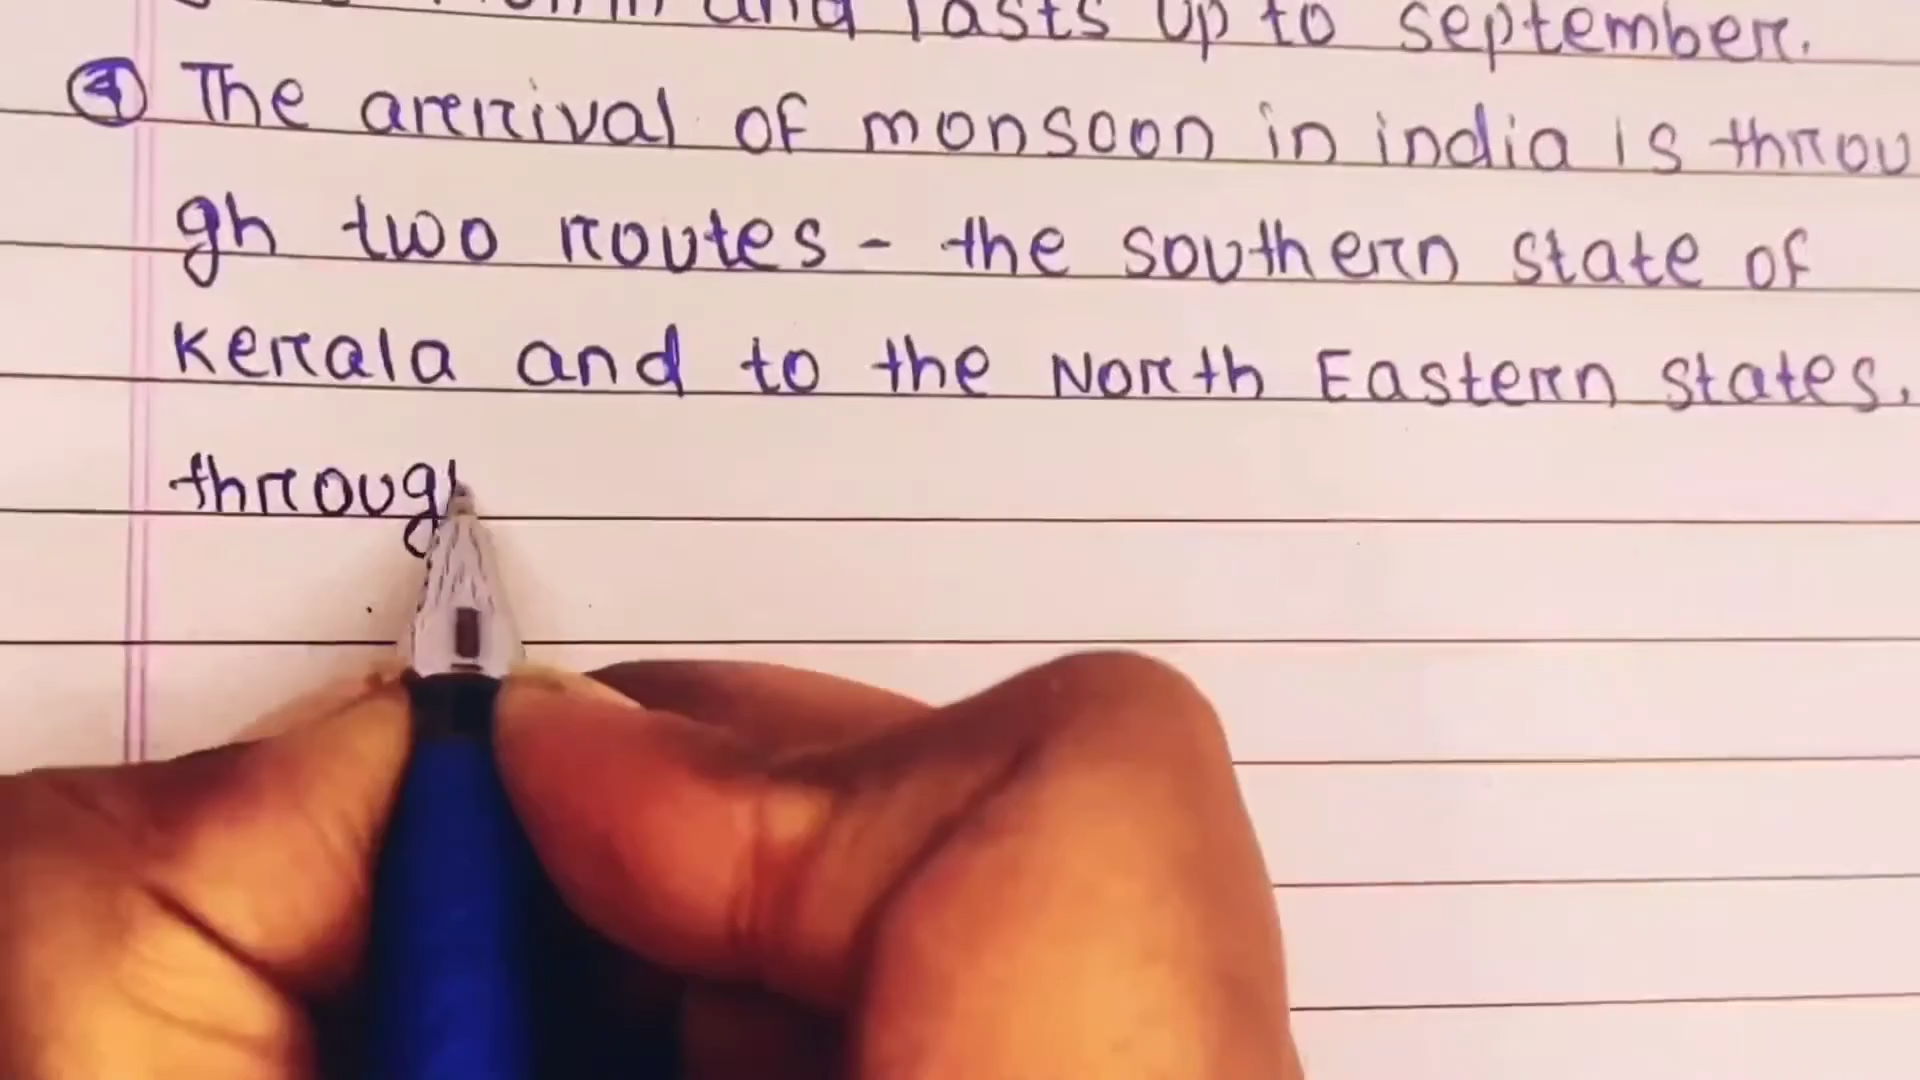 and lasts up to september.
④ The arrival of monsoon in india is throu
gh two routes - the southern state of
kerala and to the North Eastern states.
through